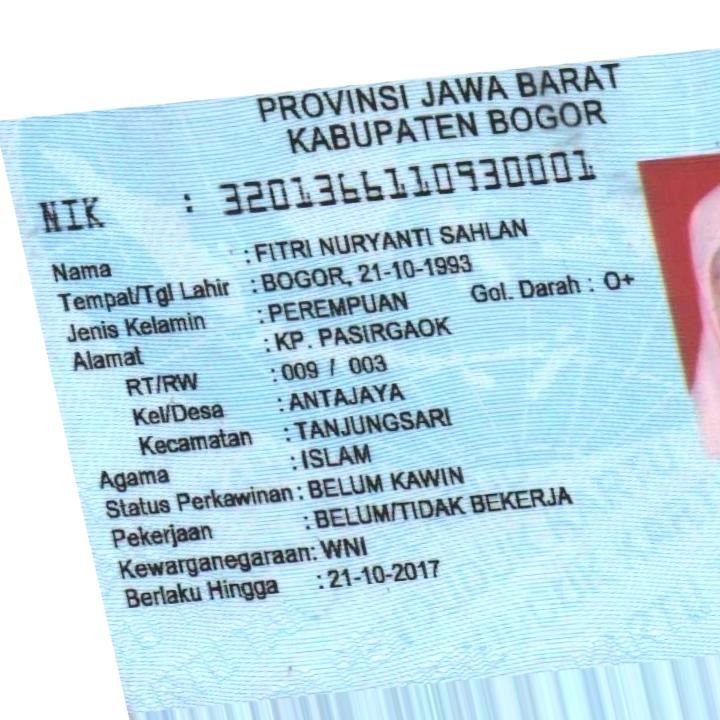 PROVINSI JAWA BARAT
KABUPATEN BOGOR
NIK : 3201366110930001
Nama : FITRI NURYANTI SAHLAN
Tempat/Tgl Lahir : BOGOR, 21-10-1993
Jenis Kelamin : PEREMPUAN Gol. Darah : O+
Alamat : KP. PASIRGAOK
RT/RW : 009 / 003
Kel/Desa : ANTAJAYA
Kecamatan : TANJUNGSARI
Agama : ISLAM
Status Perkawinan : BELUM KAWIN
Pekerjaan : BELUM/TIDAK BEKERJA
Kewarganegaraan: WNI
Berlaku Hingga : 21-10-2017